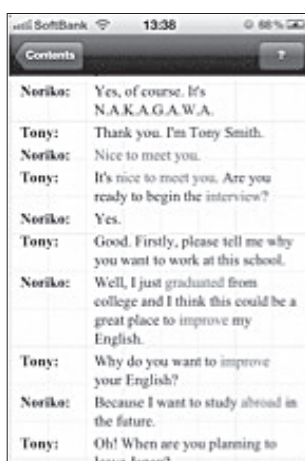 SoftBank 13:38 68%
Contents ?
Noriko: Yes, of course. It's
N.A.K.A.G.A.W.A.
Tony: Thank you. I'm Tony Smith.
Noriko: Nice to meet you.
Tony: It's nice to meet you. Are you
ready to begin the interview?
Noriko: Yes.
Tony: Good. Firstly, please tell me why
you want to work at this school.
Noriko: Well, I just graduated from
college and I think this could be a
great place to improve my
English.
Tony: Why do you want to improve
your English?
Noriko: Because I want to study abroad in
the future.
Tony: Oh! When are you planning to
leave Japan?